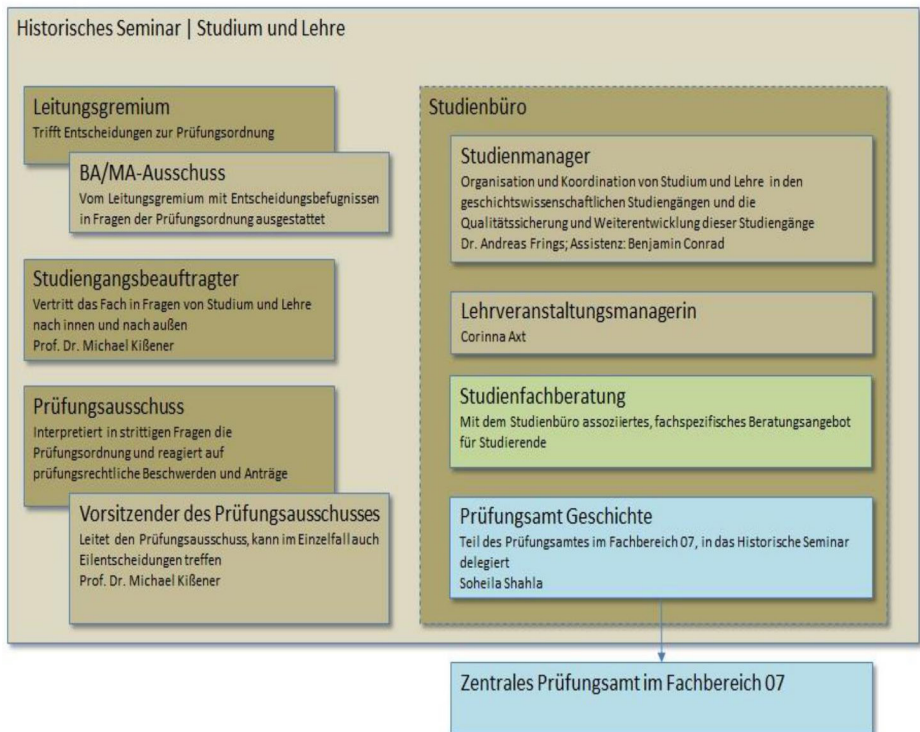 Historisches Seminar | Studium und Lehre
Leitungsgremium
Trifft Entscheidungen zur Prüfungsordnung
BA/MA-Ausschuss
Vom Leitungsgremium mit Entscheidungsbefugnissen
in Fragen der Prüfungsordnung ausgestattet
Studiengangsbeauftragter
Vertritt das Fach in Fragen von Studium und Lehre
nach innen und nach außen
Prof. Dr. Michael Kißener
Prüfungsausschuss
Interpretiert in strittigen Fragen die
Prüfungsordnung und reagiert auf
prüfungsrechtliche Beschwerden und Anträge
Vorsitzender des Prüfungsausschusses
Leitet den Prüfungsausschuss, kann im Einzelfall auch
Eilentscheidungen treffen
Prof. Dr. Michael Kißener
Studienbüro
Studienmanager
Organisation und Koordination von Studium und Lehre in den
geschichtswissenschaftlichen Studiengängen und die
Qualitätssicherung und Weiterentwicklung dieser Studiengänge
Dr. Andreas Frings; Assistenz: Benjamin Conrad
Lehrveranstaltungsmanagerin
Corinna Axt
Studienfachberatung
Mit dem Studienbüro assoziiertes, fachspezifisches Beratungsangebot
für Studierende
Prüfungsamt Geschichte
Teil des Prüfungsamtes im Fachbereich 07, in das Historische Seminar
delegiert
Soheila Shahla
Zentrales Prüfungsamt im Fachbereich 07